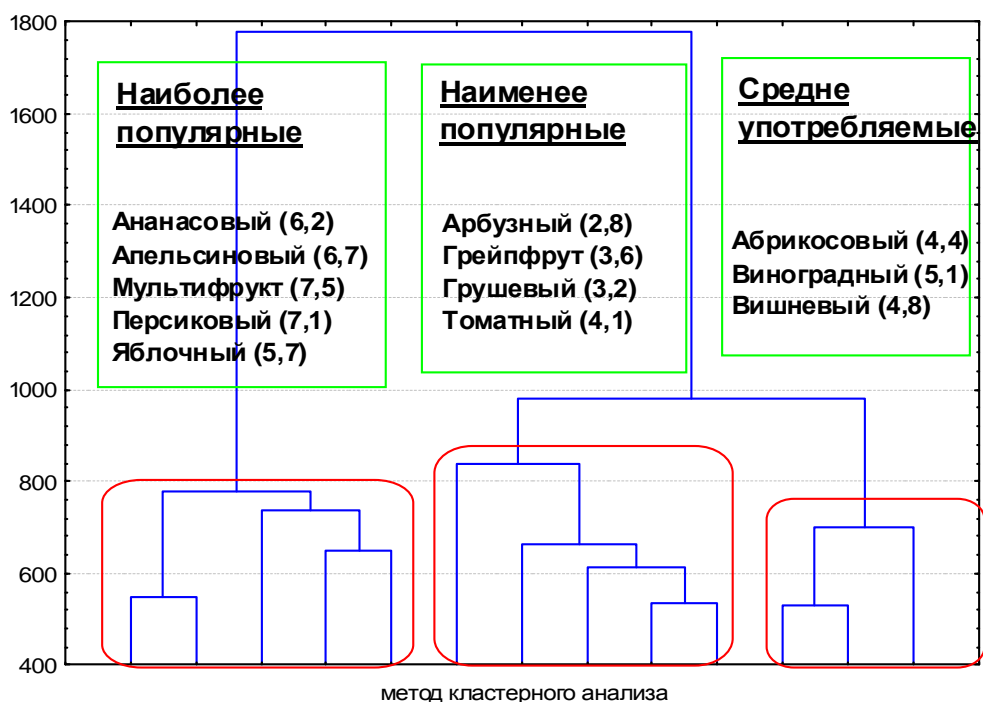 1800
1600
1400
1200
1000
800
600
400
Наиболее
популярные
Ананасовый (6,2)
Апельсиновый (6,7)
Мультифрукт (7,5)
Персиковый (7,1)
Яблочный (5,7)
Наименее
популярные
Арбузный (2,8)
Грейпфрут (3,6)
Грушевый (3,2)
Томатный (4,1)
Средне
употребляемые
Абрикосовый (4,4)
Виноградный (5,1)
Вишневый (4,8)
метод кластерного анализа